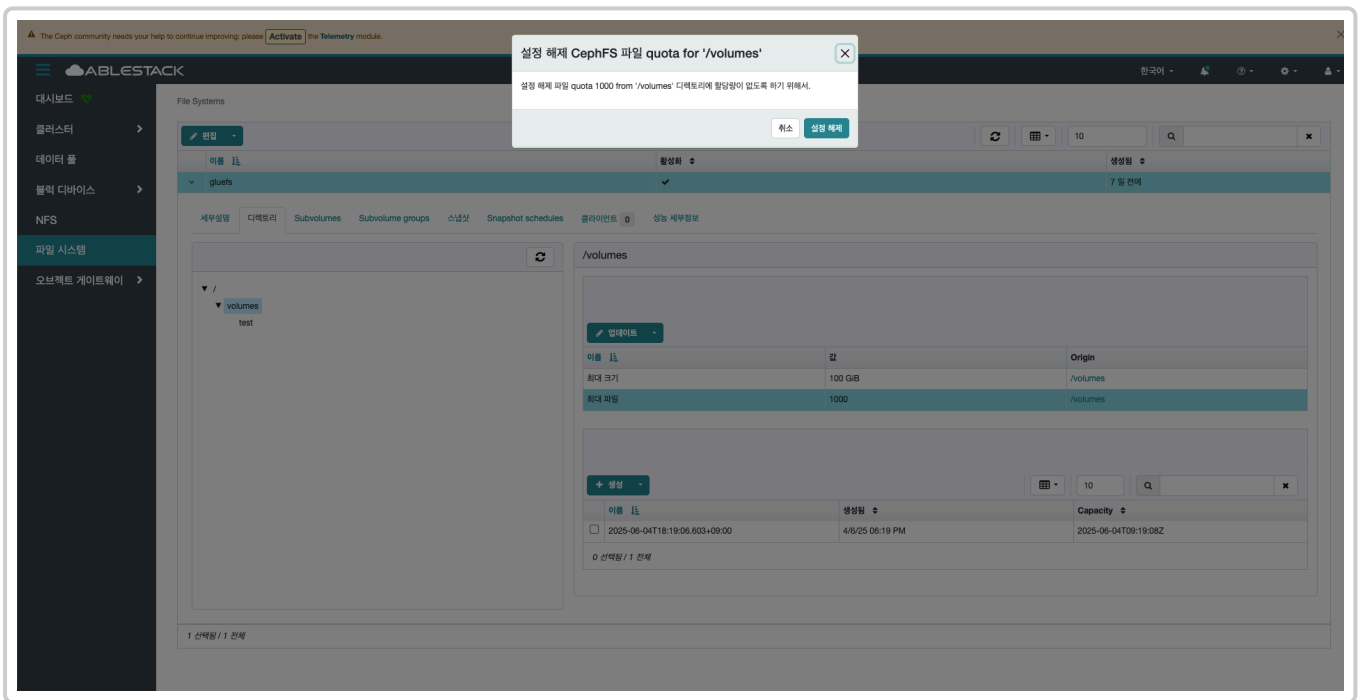 The Ceph community needs your help to continue improving: please Activate the Telemetry module.
설정 해제 CephFS 파일 quota for '/volumes'
설정 해제 파일 quota 1000 from '/volumes' 디렉토리에 할당량이 없도록 하기 위해서.
취소 설정 해제
ABLESTACK
한국어
대시보드
클러스터
데이터 풀
블럭 디바이스
NFS
파일 시스템
오브젝트 게이트웨이
File Systems
편집 10
이름 활성화 생성됨
gluefs 7 일 전에
세부설명 디렉토리 Subvolumes Subvolume groups 스냅샷 Snapshot schedules 클라이언트 0 성능 세부정보
/
volumes
test
/volumes
업데이트
이름 값 Origin
최대 크기 100 GiB /volumes
최대 파일 1000 /volumes
생성 10
이름 생성됨 Capacity
2025-06-04T18:19:06.603+09:00 4/6/25 06:19 PM 2025-06-04T09:19:08Z
0 선택됨 / 1 전체
1 선택됨 / 1 전체